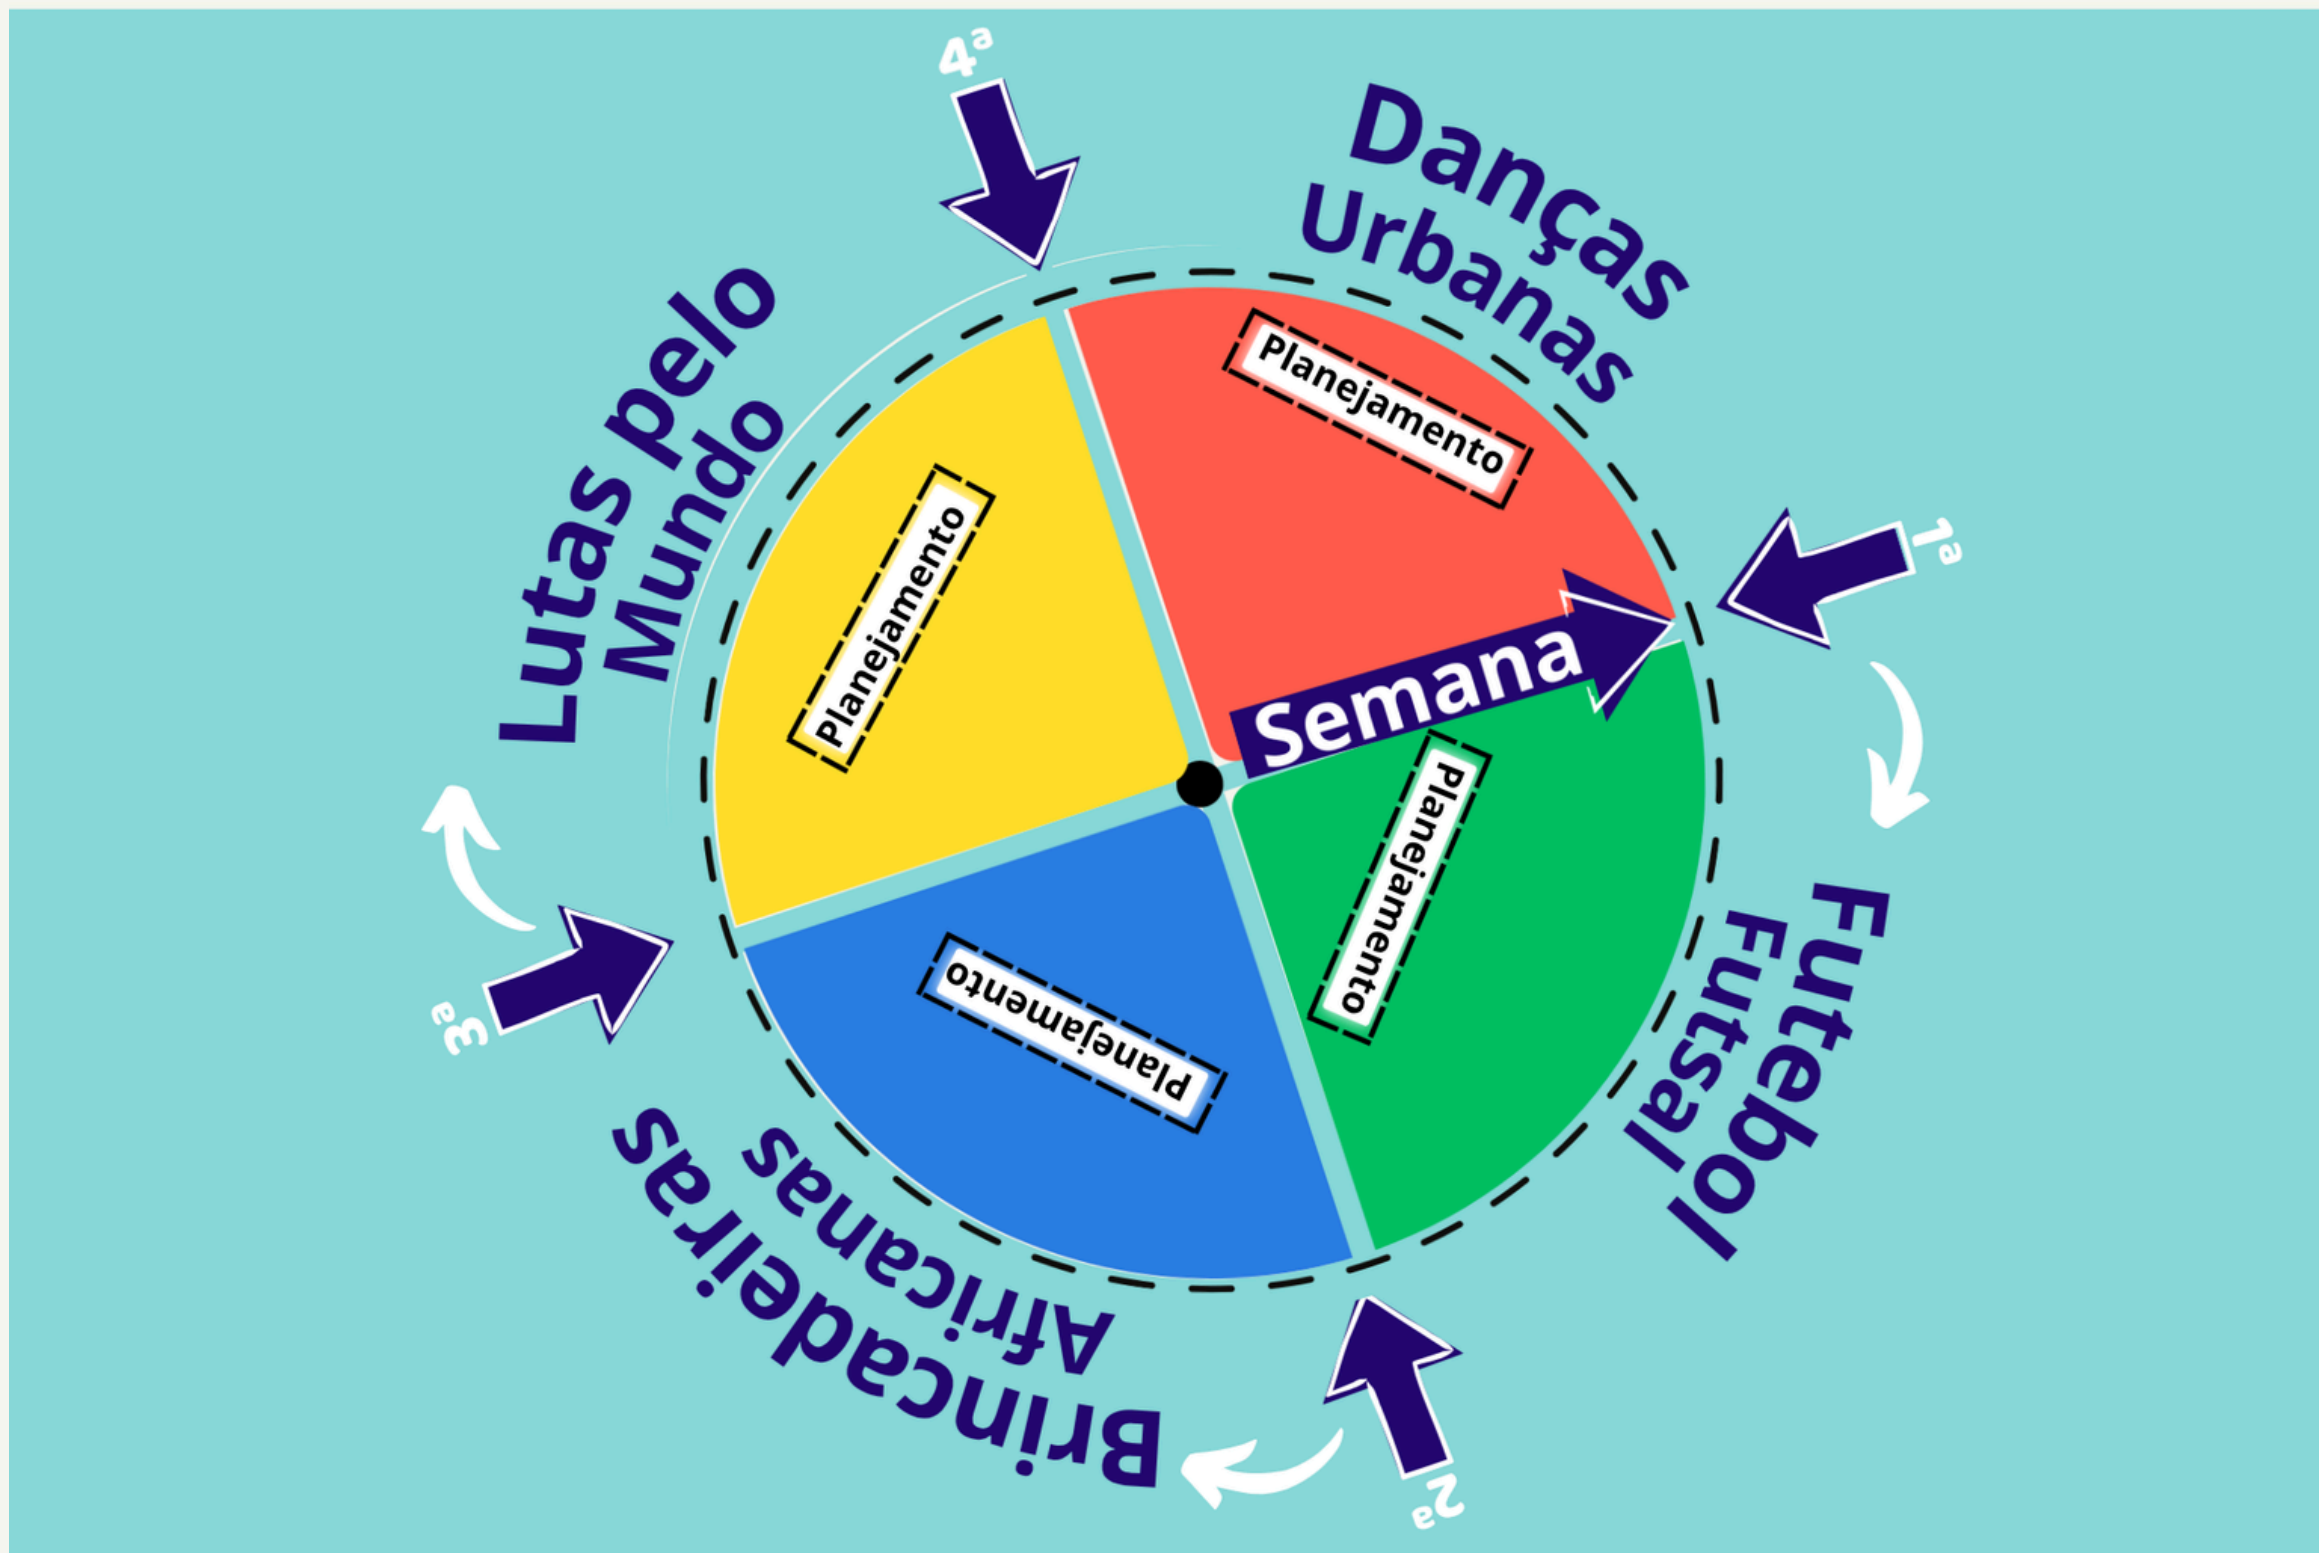 4ª
Danças
Urbanas
Planejamento
1ª
Semana
Futebol
Futsal
Planejamento
2ª
Brincadeiras
Africanas
Planejamento
3ª
Lutas pelo
Mundo
Planejamento